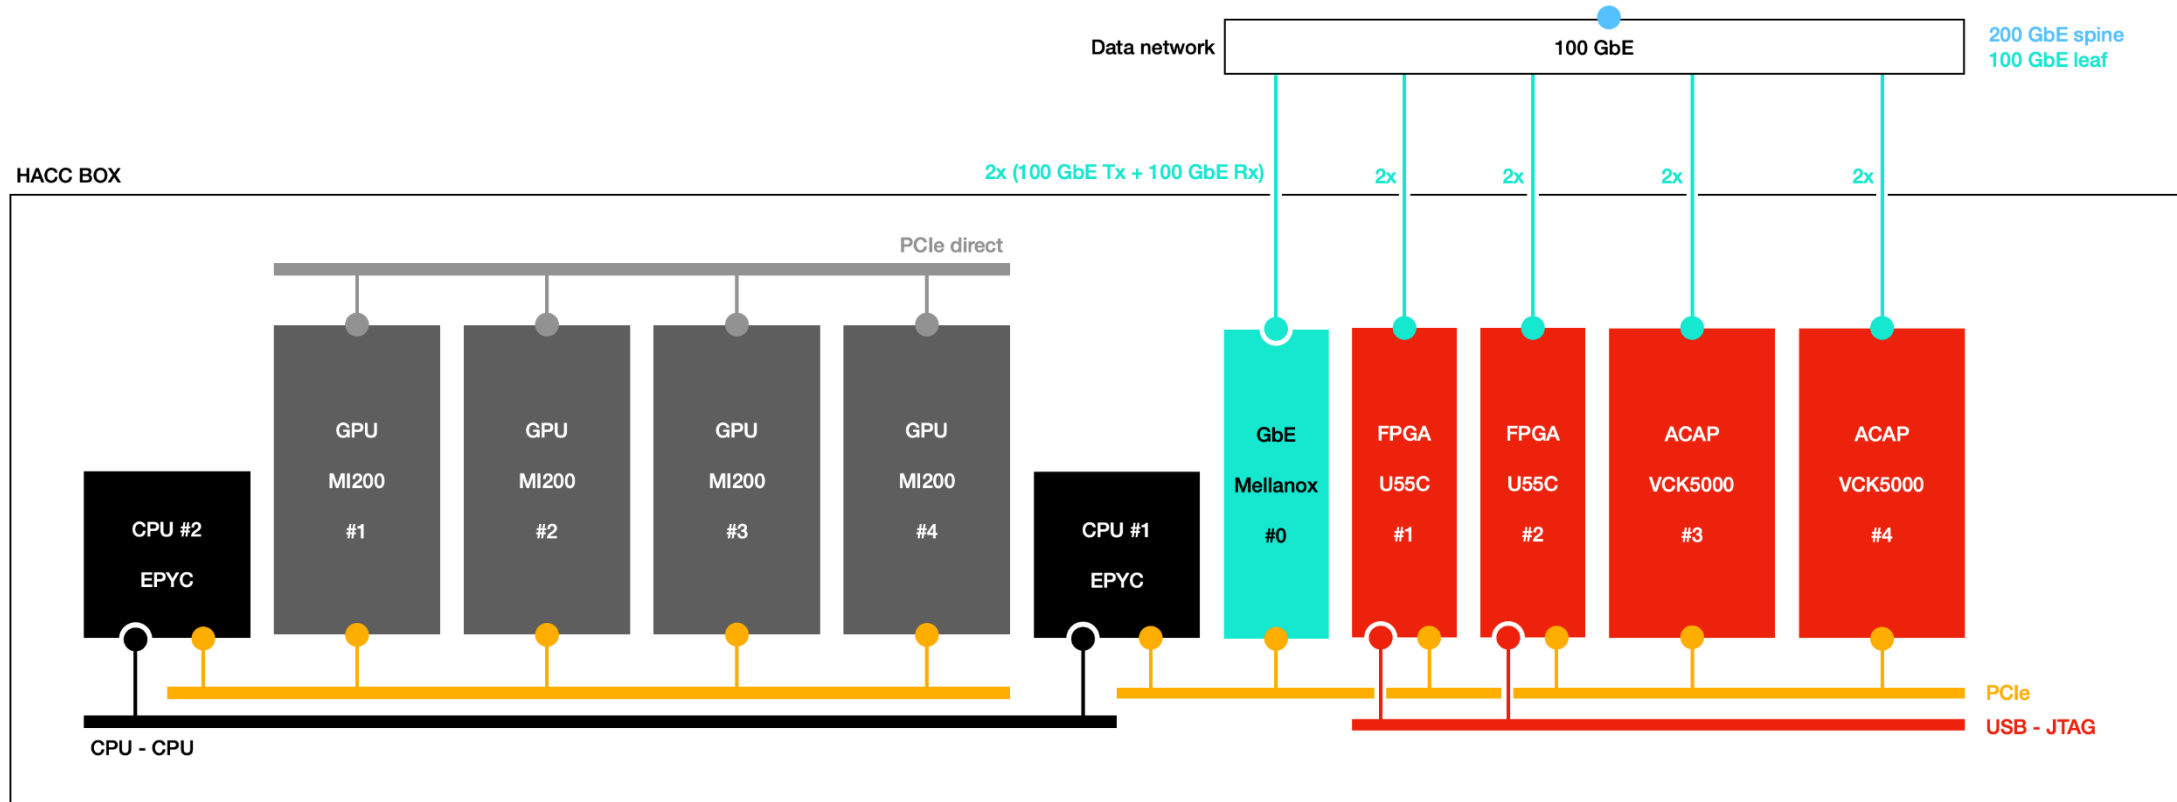 Data network
100 GbE
200 GbE spine
100 GbE leaf
HACC BOX
2x (100 GbE Tx + 100 GbE Rx)
2x
2x
2x
2x
PCIe direct
CPU #2
EPYC
GPU
MI200
#1
GPU
MI200
#2
GPU
MI200
#3
GPU
MI200
#4
CPU #1
EPYC
GbE
Mellanox
#0
FPGA
U55C
#1
FPGA
U55C
#2
ACAP
VCK5000
#3
ACAP
VCK5000
#4
PCIe
USB - JTAG
CPU - CPU